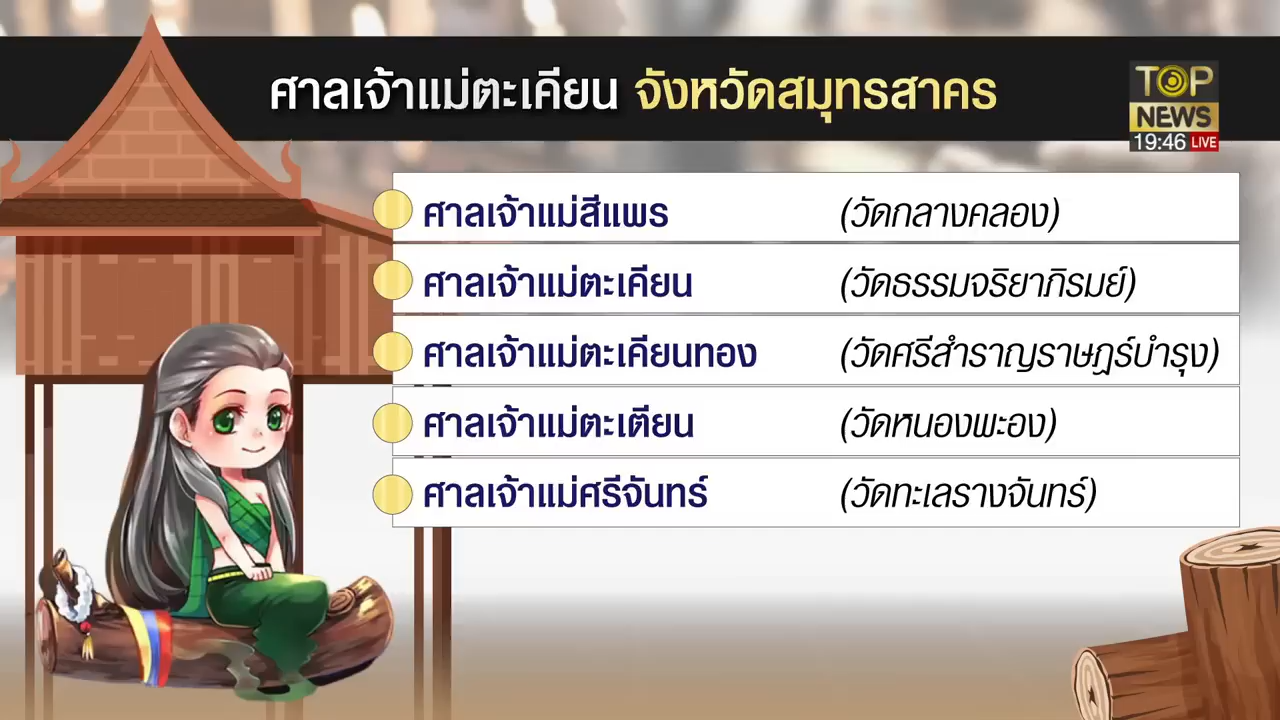 ศาลเจ้าแม่ตะเคียน จังหวัดสมุทรสาคร
TOP
NEWS
19:46 LIVE
ศาลเจ้าแม่สีแพร (วัดกลางคลอง)
ศาลเจ้าแม่ตะเคียน (วัดธรรมจริยาภิรมย์)
ศาลเจ้าแม่ตะเคียนทอง (วัดศรีสำราญราษฎร์บำรุง)
ศาลเจ้าแม่ตะเตียน (วัดหนองพะอง)
ศาลเจ้าแม่ศรีจันทร์ (วัดทะเลรางจันทร์)